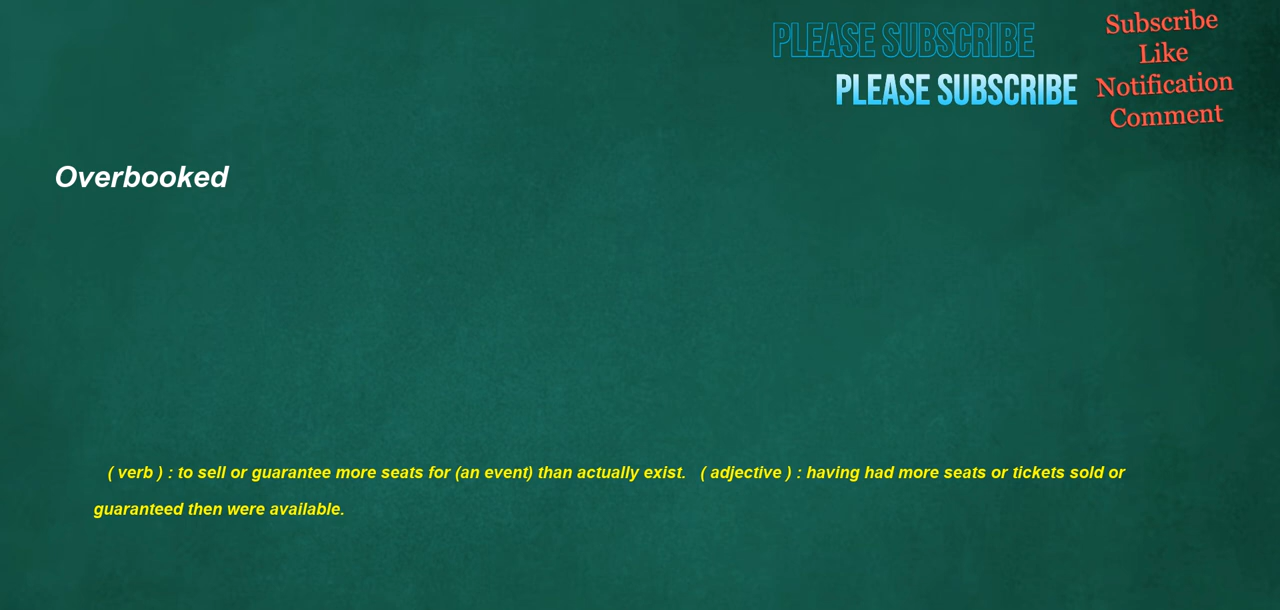 PLEASE SUBSCRIBE
PLEASE SUBSCRIBE
Subscribe
Like
Notification
Comment
Overbooked
( verb ) : to sell or guarantee more seats for (an event) than actually exist. ( adjective ) : having had more seats or tickets sold or
guaranteed then were available.